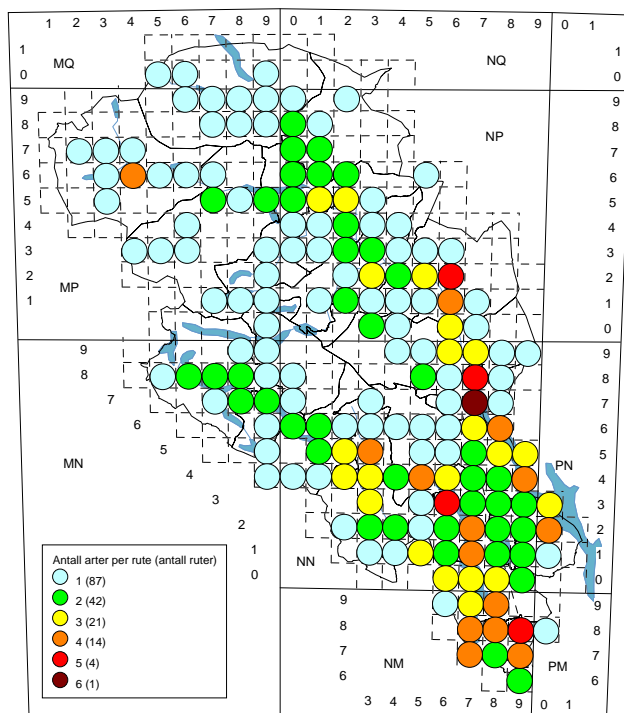 1 2 3 4 5 6 7 8 9 0 1 2 3 4 5 6 7 8 9 0 1
1 MQ NQ 1
0 0
9 9
8 NP 8
7 7
6 6
5 5
4 4
3 3
2 2
1 MP 1
0
9 9
8 8
7 7
6 6
5 PN 5
4 4
MN
3 3
2 2
1 NN 1
0 0
9 9
8 8
7 NM PM 7
6 6
3 4 5 6 7 8 9 0 1
Antall arter per rute (antall ruter)
1 (87)
2 (42)
3 (21)
4 (14)
5 (4)
6 (1)